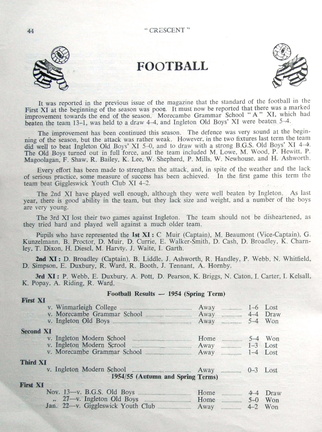 44
" CRESCENT "
FOOTBALL
It was reported in the previous issue of the magazine that the standard of the football in the
First XI at the beginning of the season was poor. It must now be reported that there was a marked
improvement towards the end of the season. Morecambe Grammar School "A" XI, which had
beaten the team 13–1, was held to a draw 4–4, and Ingleton Old Boys' XI were beaten 5–4.
The improvement has been continued this season. The defence was very sound at the begin-
ning of the season, but the attack was rather weak. However, in the two fixtures last term the team
did well to beat Ingleton Old Boys' XI 5–0, and to draw with a strong B.G.S. Old Boys' XI 4–4.
The Old Boys turned out in full force, and the team included M. Lowe, M. Wood, P. Hewitt, P.
Magoolagan, F. Shaw, R. Bailey, K. Lee, W. Shepherd, P. Mills, W. Newhouse, and H. Ashworth.
Every effort has been made to strengthen the attack, and in spite of the weather and the lack
of serious practice, some measure of success has been achieved. In the first game this term the
team beat Giggleswick Youth Club XI 4–2.
The 2nd XI have played well enough, although they were well beaten by Ingleton. As last
year, there is good ability in the team, but they lack size and weight, and a number of the boys
are very young.
The 3rd XI lost their two games against Ingleton. The team should not be disheartened, as
they tried hard and played well against a much older team.
Pupils who have represented the 1st XI : C Muir (Captain), M. Beaumont (Vice-Captain), G.
Kunzelmann, B. Proctor, D. Muir, D. Currie, E. Walker-Smith, D. Cash, D. Broadley, K. Charn-
ley, T. Dixon, H. Diesel, M. Harvty. J. Waite, I. Garth.
2nd XI : D. Broadley (Captain), B. Liddle, J. Ashworth, R. Handley, P. Webb, N. Whitfield,
D. Simpson, E. Duxbury, R. Ward, R. Booth, J. Tennant, A. Hornby.
3rd XI : P. Webb, E. Duxbury. A. Pott, D. Pearson, K. Briggs, N. Caton, I. Carter, I. Kelsall,
K. Popay. A. Riding, R. Ward.
Football Results — 1954 (Spring Term)
First XI
v. Wennington College Away 1–6 Lost
v. Morecambe Grammar School Away 4–4 Draw
v. Ingleton Old Boys Away 5–4 Won
Second XI
v. Ingleton Modern School Home 5–4 Won
v. Ingleton Modern School Away 1–3 Lost
v. Morecambe Grammar School Away 1–4 Lost
Third XI
v. Ingleton Modern School Away 0–3 Lost
1954/55 (Autumn and Spring Terms)
First XI
Nov. 13—v. B.G.S. Old Boys Home 4–4 Draw
„ 27—v. Ingleton Old Boys Home 5–0 Won
Jan. 22—v. Giggleswick Youth Club Away 4–2 Won